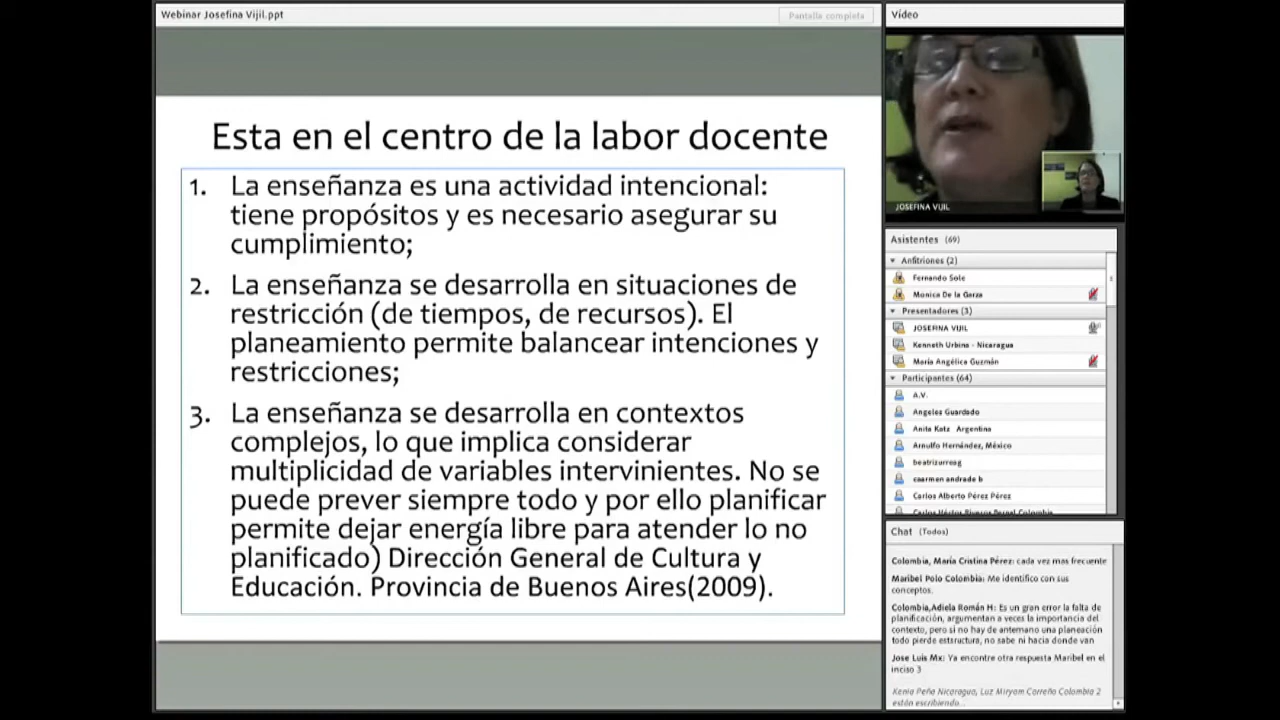 Webinar Josefina Vijil.ppt
Pantalla completa
Esta en el centro de la labor docente
1. La enseñanza es una actividad intencional:
tiene propósitos y es necesario asegurar su
cumplimiento;
2. La enseñanza se desarrolla en situaciones de
restricción (de tiempos, de recursos). El
planeamiento permite balancear intenciones y
restricciones;
3. La enseñanza se desarrolla en contextos
complejos, lo que implica considerar
multiplicidad de variables intervinientes. No se
puede prever siempre todo y por ello planificar
permite dejar energía libre para atender lo no
planificado) Dirección General de Cultura y
Educación. Provincia de Buenos Aires(2009).
Vídeo
JOSEFINA VIJIL
Asistentes (69)
Anfitriones (2)
Fernando Sole
Monica De la Garza
Presentadores (3)
JOSEFINA VIJIL
Kenneth Urbina - Nicaragua
María Angélica Guzmán
Participantes (64)
A.V.
Angeles Guardado
Anita Katz Argentina
Arnulfo Hernández, México
beatrizurreag
caarmen andrade b
Carlos Alberto Pérez Pérez
Chat (Todos)
Colombia, María Cristina Pérez: cada vez mas frecuente
Maribel Polo Colombia: Me identifico con sus
conceptos.
Colombia,Adiela Román H: Es un gran error la falta de
planificación, argumentan a veces la importancia del
contexto, pero si no hay de antemano una planeación
todo pierde estsructura, no sabe ni hacia donde van
Jose Luis Mx: Ya encontre otra respuesta Maribel en el
inciso 3
Kenia Peña Nicaragua, Luz Miryam Correño Colombia 2
están escribiendo...